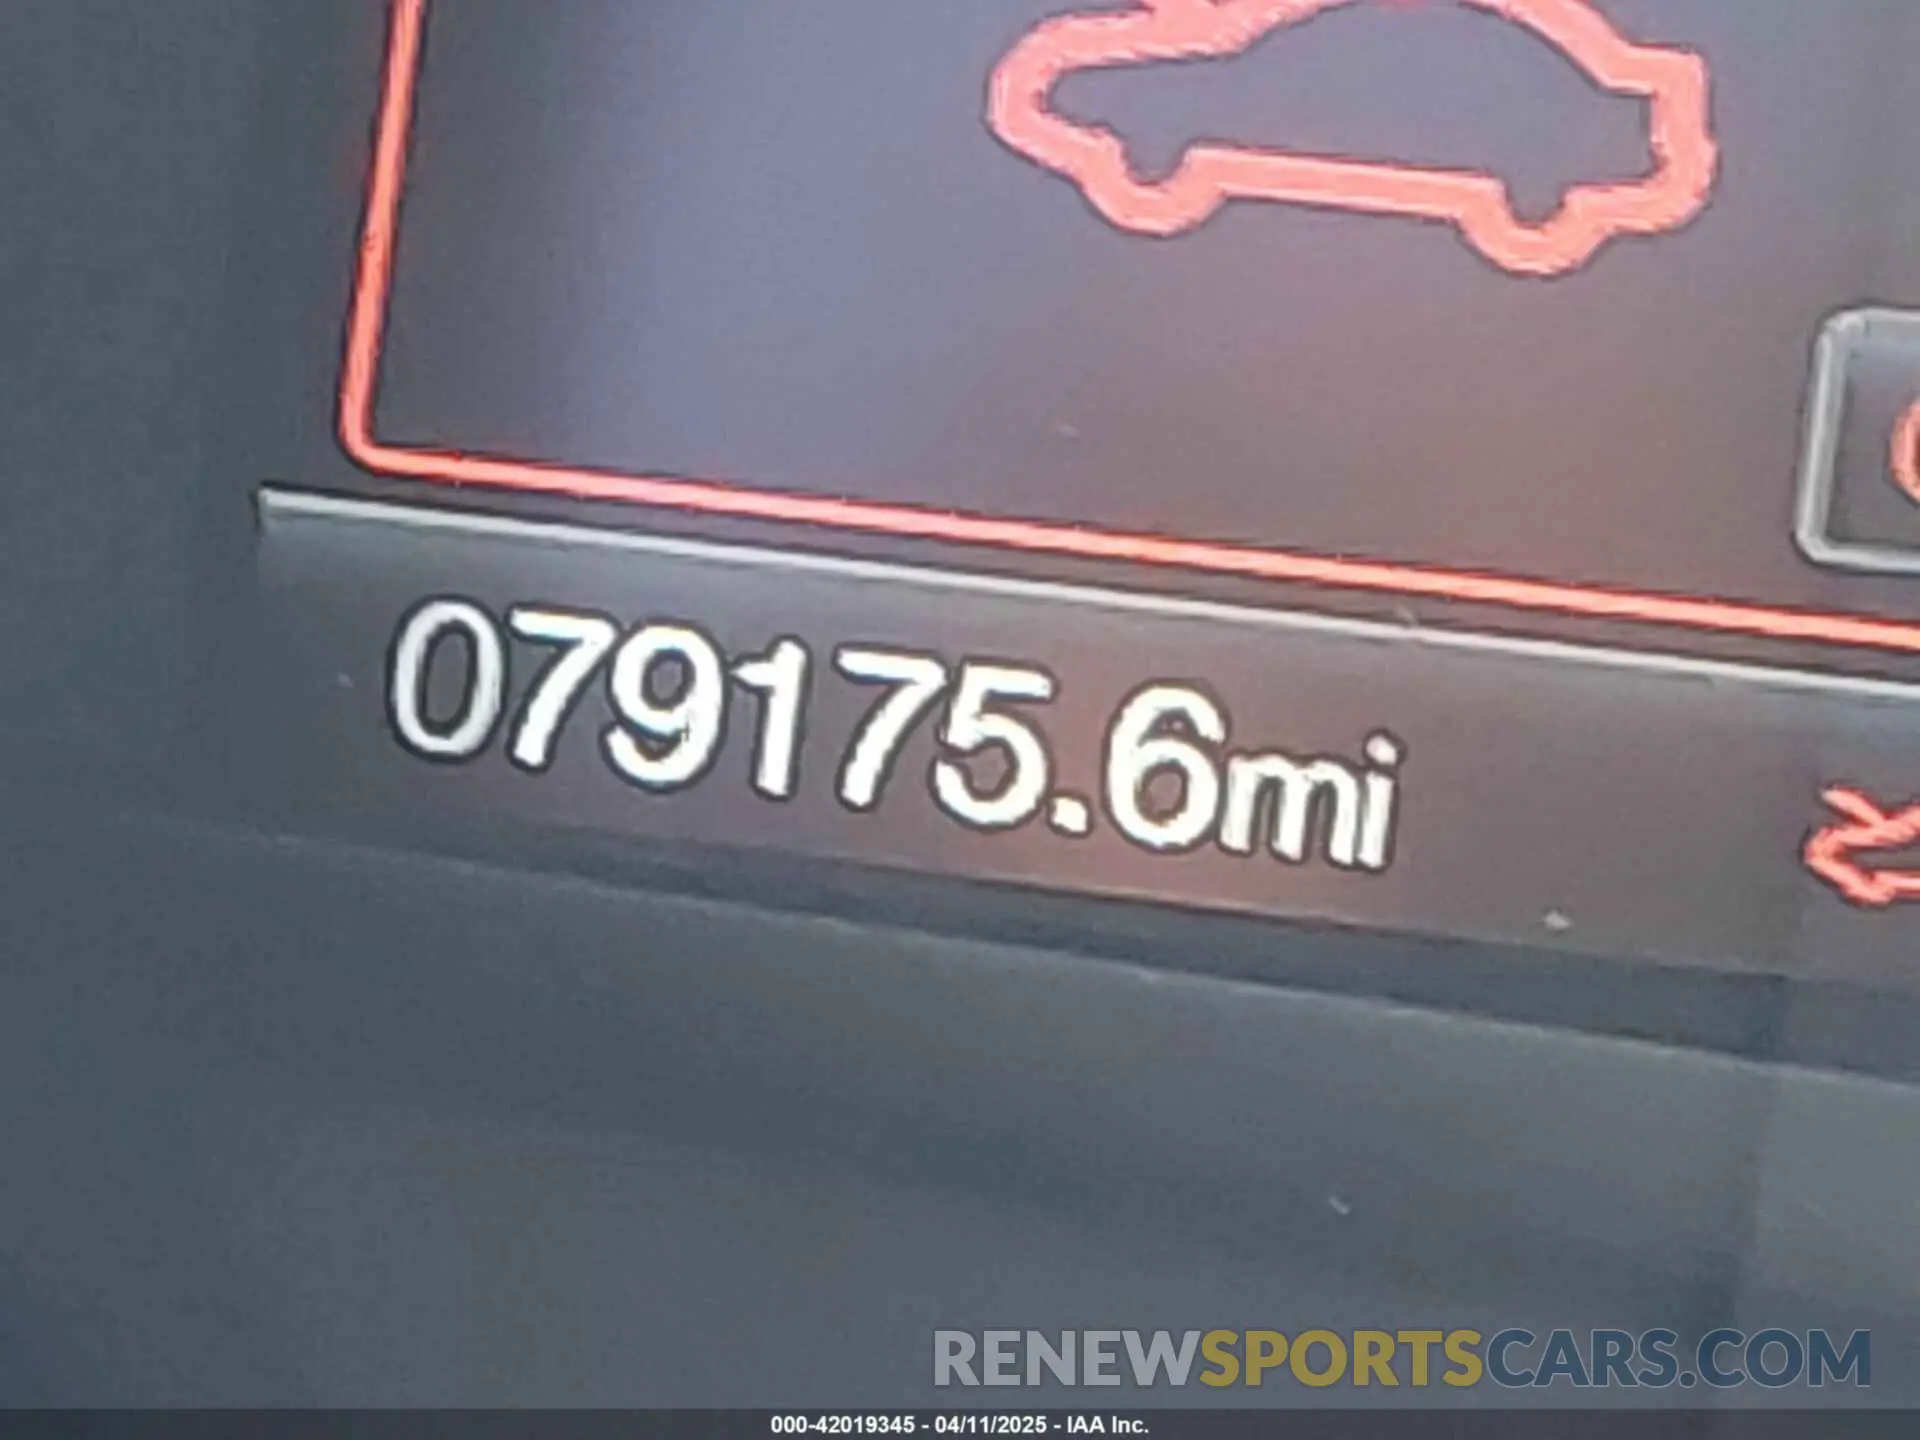 079175.6mi
RENEWSPORTSCARS.COM
000-42019345 - 04/11/2025 - IAA Inc.